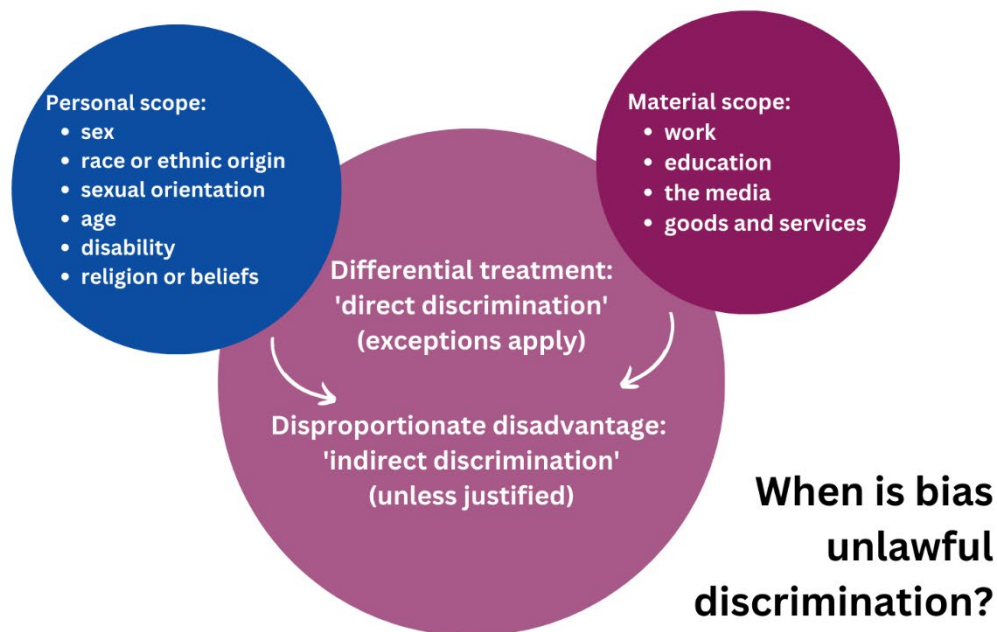 Personal scope:
• sex
• race or ethnic origin
• sexual orientation
• age
• disability
• religion or beliefs
Material scope:
• work
• education
• the media
• goods and services
Differential treatment:
'direct discrimination'
(exceptions apply)
Disproportionate disadvantage:
'indirect discrimination'
(unless justified)
When is bias
unlawful
discrimination?